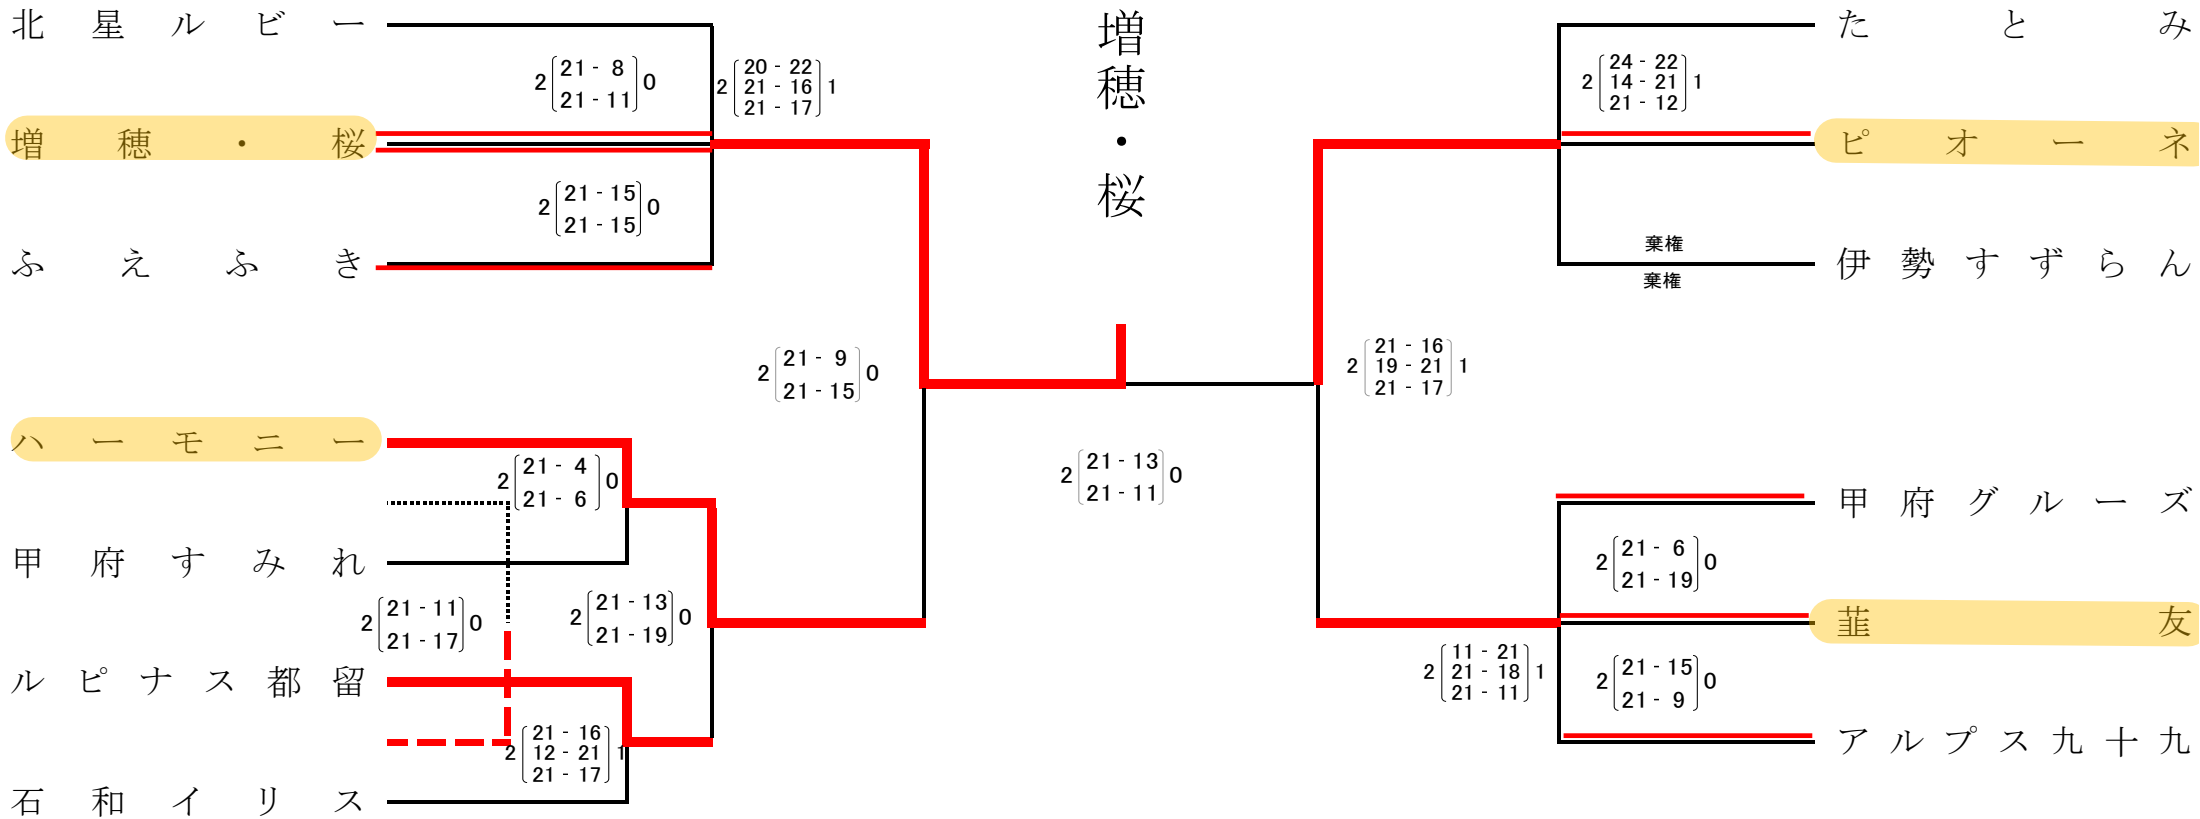 北星ルビー
2 21 - 8 0
21 - 11
2 20 - 22 1
21 - 16
21 - 17
増穂・桜
2 21 - 15 0
21 - 15
ふえふき
2 21 - 9 0
21 - 15
ハーモニー
2 21 - 4 0
21 - 6
甲府すみれ
2 21 - 11 0
21 - 17
2 21 - 13 0
21 - 19
ルピナス都留
2 21 - 16 1
12 - 21
21 - 17
石和イリス
増穂・桜
2 21 - 13 0
21 - 11
たとみ
2 24 - 22 1
14 - 21
21 - 12
ピオーネ
棄権
伊勢すずらん
棄権
2 21 - 16 1
19 - 21
21 - 17
甲府グルーズ
2 21 - 6 0
21 - 19
韮友
2 11 - 21 1
21 - 18
21 - 11
2 21 - 15 0
21 - 9
アルプス九十九